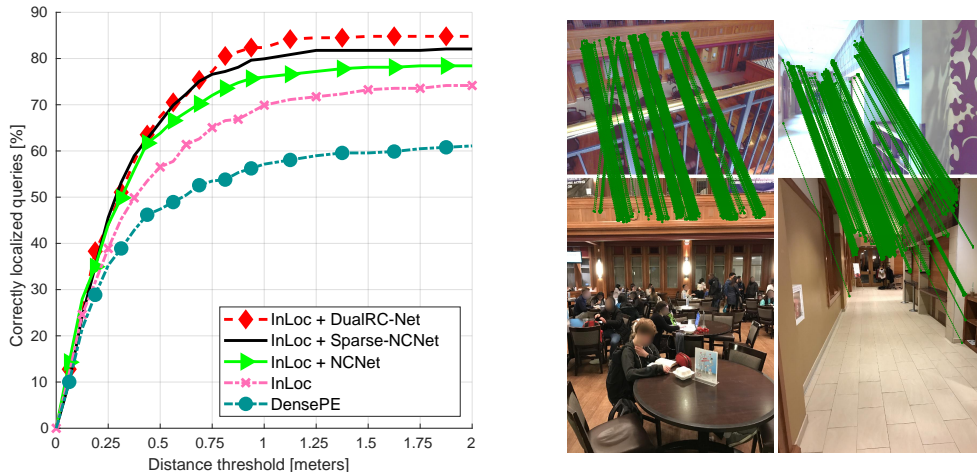 Correctly localized queries [%]
90
80
70
60
50
40
30
20
10
0
InLoc + DualRC-Net
InLoc + Sparse-NCNet
InLoc + NCNet
InLoc
DensePE
0 0.25 0.5 0.75 1 1.25 1.5 1.75 2
Distance threshold [meters]